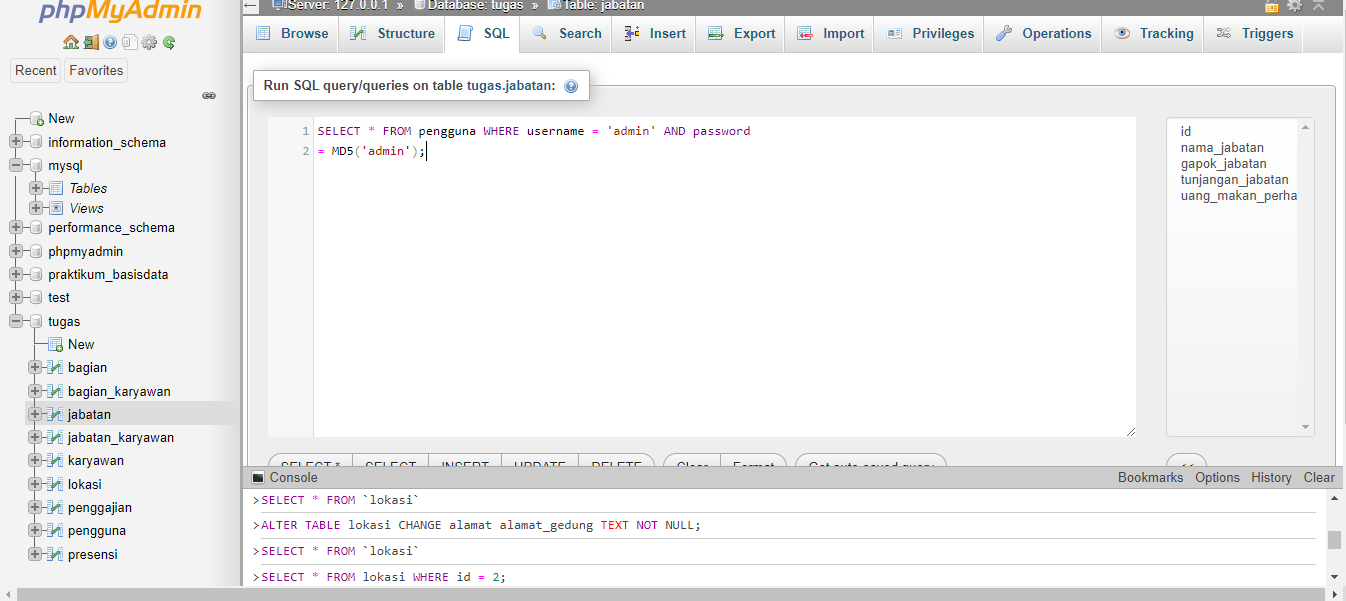 phpMyAdmin
Recent Favorites
New
information_schema
mysql
Tables
Views
performance_schema
phpmyadmin
praktikum_basisdata
test
tugas
New
bagian
bagian_karyawan
jabatan
jabatan_karyawan
karyawan
lokasi
penggajian
pengguna
presensi
Server: 127.0.0.1 » Database: tugas » Table: jabatan
Browse Structure SQL Search Insert Export Import Privileges Operations Tracking Triggers
Run SQL query/queries on table tugas.jabatan:
1 SELECT * FROM pengguna WHERE username = 'admin' AND password
2 = MD5('admin');
id
nama_jabatan
gapok_jabatan
tunjangan_jabatan
uang_makan_perha
SELECT * SELECT INSERT UPDATE DELETE Clear Format Get auto-saved query <<
Console Bookmarks Options History Clear
>SELECT * FROM `lokasi`
>ALTER TABLE lokasi CHANGE alamat alamat_gedung TEXT NOT NULL;
>SELECT * FROM `lokasi`
>SELECT * FROM lokasi WHERE id = 2;